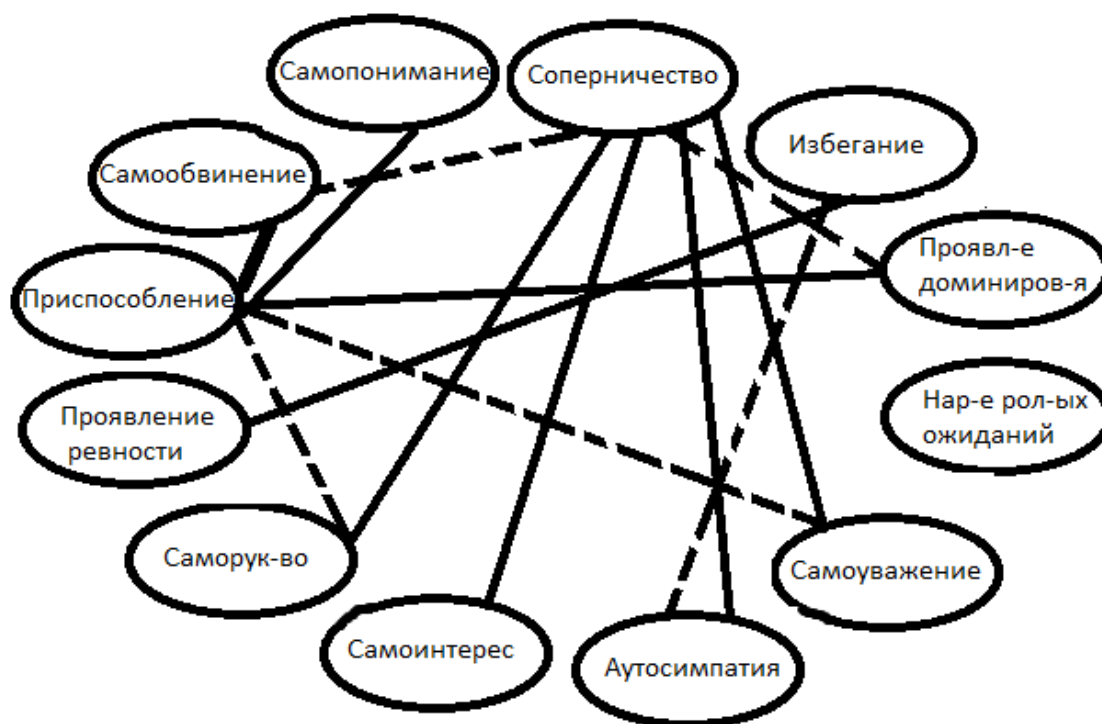 Самопонимание
Соперничество
Избегание
Самообвинение
Проявл-е
доминиров-я
Приспособление
Нар-е рол-ых
ожиданий
Проявление
ревности
Саморук-во
Самоуважение
Самоинтерес
Аутосимпатия